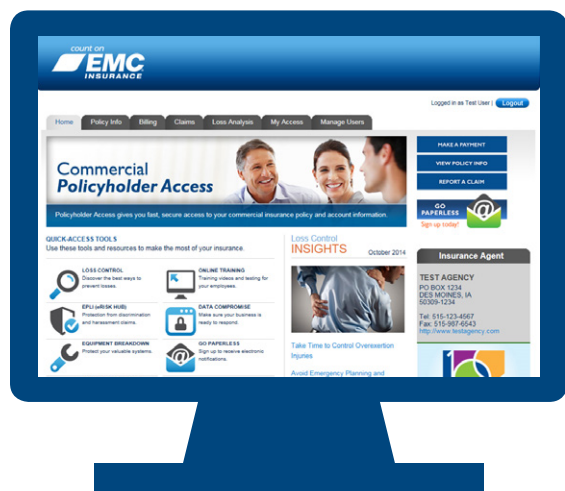 count on
EMC
INSURANCE
Logged in as Test User | Logout
Home Policy Info Billing Claims Loss Analysis My Access Manage Users
Commercial
Policyholder Access
Policyholder Access gives you fast, secure access to your commercial insurance policy and account information.
MAKE A PAYMENT
VIEW POLICY INFO
REPORT A CLAIM
GO
PAPERLESS
Sign up today!
QUICK-ACCESS TOOLS
Use these tools and resources to make the most of your insurance.
LOSS CONTROL
Discover the best ways to
prevent losses.
ONLINE TRAINING
Training videos and testing for
your employees.
EPLI (eRISK HUB)
Protection from discrimination
and harassment claims.
DATA COMPROMISE
Make sure your business is
ready to respond.
EQUIPMENT BREAKDOWN
Protect your valuable systems.
GO PAPERLESS
Sign up to receive electronic
notifications.
Loss Control
INSIGHTS
October 2014
Take Time to Control Overexertion
Injuries
Avoid Emergency Planning and
Insurance Agent
TEST AGENCY
PO BOX 1234
DES MOINES, IA
50309-1234
Tel: 515-123-4567
Fax: 515-987-6543
http://www.testagency.com